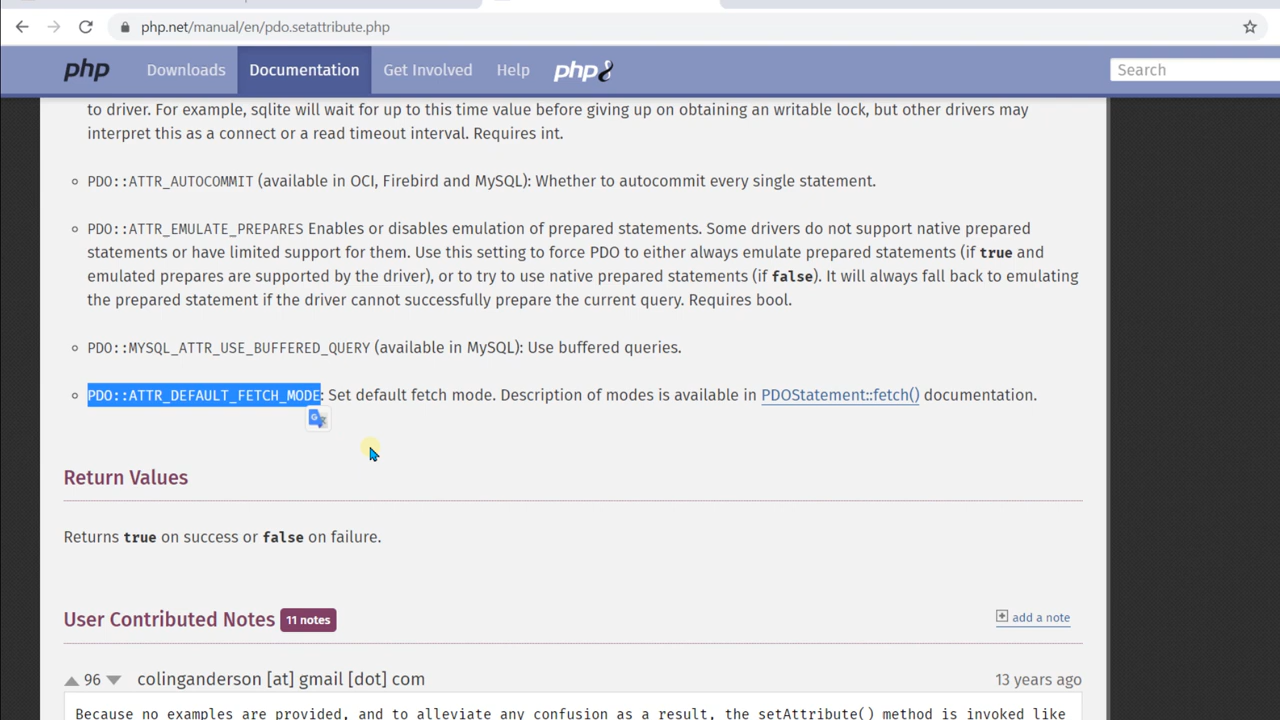 php.net/manual/en/pdo.setattribute.php
php
Downloads
Documentation
Get Involved
Help
php8
Search
to driver. For example, sqlite will wait for up to this time value before giving up on obtaining an writable lock, but other drivers may
interpret this as a connect or a read timeout interval. Requires int.
PDO::ATTR_AUTOCOMMIT (available in OCI, Firebird and MySQL): Whether to autocommit every single statement.
PDO::ATTR_EMULATE_PREPARES Enables or disables emulation of prepared statements. Some drivers do not support native prepared
statements or have limited support for them. Use this setting to force PDO to either always emulate prepared statements (if true and
emulated prepares are supported by the driver), or to try to use native prepared statements (if false). It will always fall back to emulating
the prepared statement if the driver cannot successfully prepare the current query. Requires bool.
PDO::MYSQL_ATTR_USE_BUFFERED_QUERY (available in MySQL): Use buffered queries.
PDO::ATTR_DEFAULT_FETCH_MODE: Set default fetch mode. Description of modes is available in PDOStatement::fetch() documentation.
Return Values
Returns true on success or false on failure.
User Contributed Notes 11 notes
add a note
96 colinganderson [at] gmail [dot] com
13 years ago
Because no examples are provided, and to alleviate any confusion as a result, the setAttribute() method is invoked like